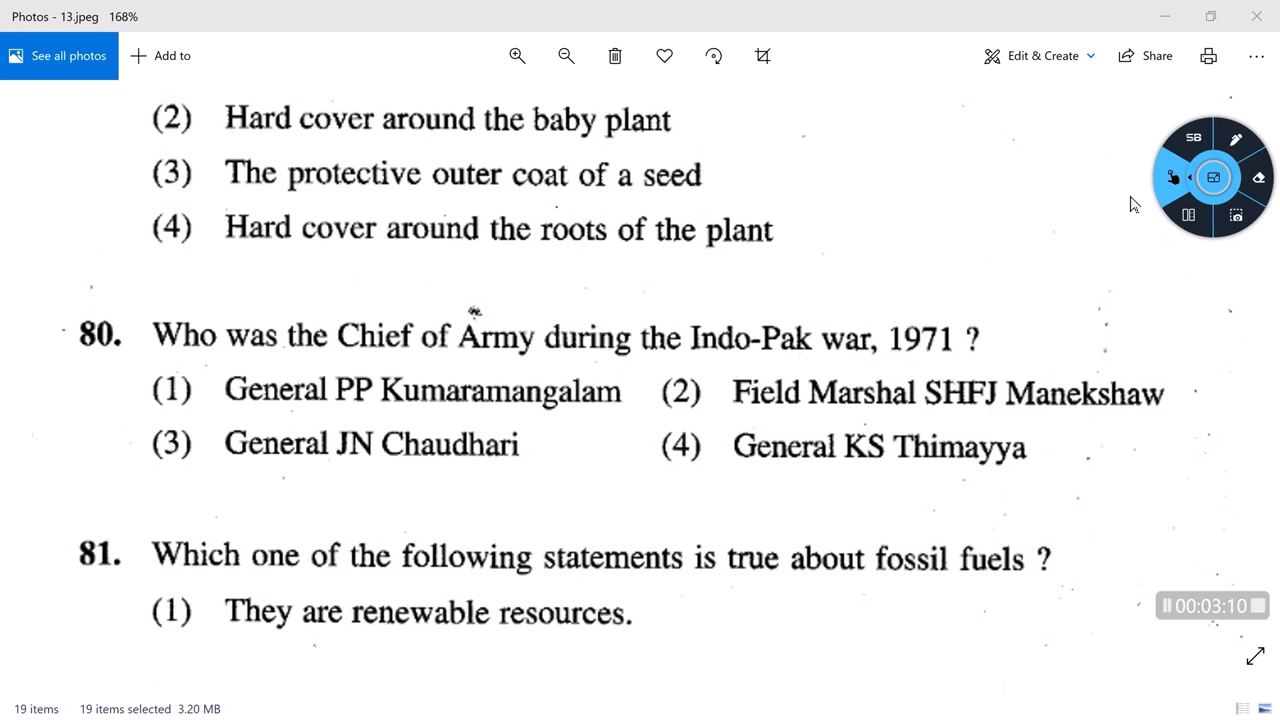 Photos - 13.jpeg 168%
See all photos
Add to
Edit & Create
Share
SB
(2) Hard cover around the baby plant
(3) The protective outer coat of a seed
(4) Hard cover around the roots of the plant
80. Who was the Chief of Army during the Indo-Pak war, 1971 ?
(1) General PP Kumaramangalam (2) Field Marshal SHFJ Manekshaw
(3) General JN Chaudhari (4) General KS Thimayya
81. Which one of the following statements is true about fossil fuels ?
(1) They are renewable resources.
00:03:10
19 items 19 items selected 3.20 MB